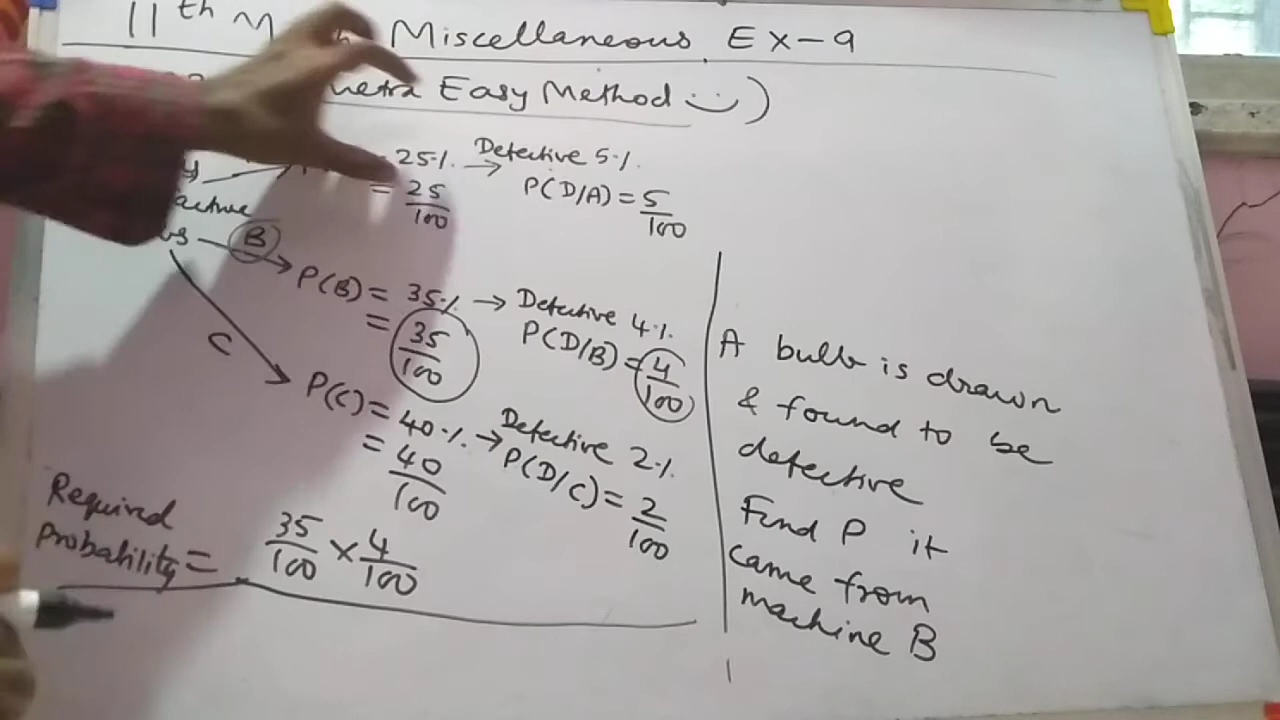 11th M Miscellaneous Ex-9
Easy Method :)
= 25% → Defective 5%
= 25/100
P(D/A) = 5/100
B
P(B) = 35% → Defective 4%
= 35/100
P(D/B) = 4/100
C
P(C) = 40% → Defective 2%
= 40/100
P(D/C) = 2/100
Required
Probability = 35/100 × 4/100
A bulb is drawn
& found to be
defective
Find P it
came from
machine B